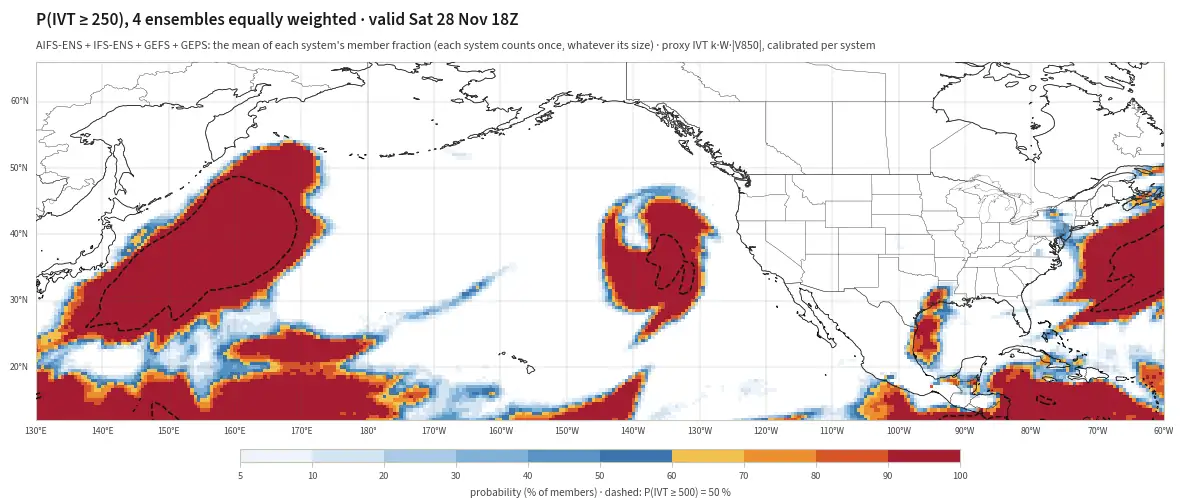 P(IVT ≥ 250), 4 ensembles equally weighted · valid Sat 28 Nov 18Z
AIFS-ENS + IFS-ENS + GEFS + GEPS: the mean of each system's member fraction (each system counts once, whatever its size) · proxy IVT k·W·|V850|, calibrated per system
60°N
50°N
40°N
30°N
20°N
130°E 140°E 150°E 160°E 170°E 180° 170°W 160°W 150°W 140°W 130°W 120°W 110°W 100°W 90°W 80°W 70°W 60°W
5 10 20 30 40 50 60 70 80 90 100
probability (% of members) · dashed: P(IVT ≥ 500) = 50 %